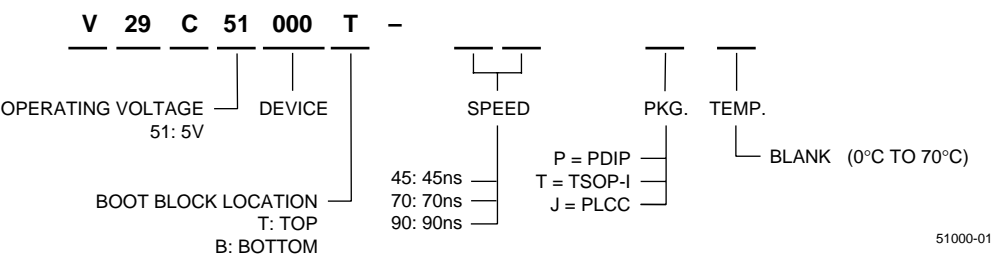 V 29 C 51 000 T –
OPERATING VOLTAGE
51: 5V
DEVICE
SPEED
PKG.
TEMP.
BOOT BLOCK LOCATION
T: TOP
B: BOTTOM
45: 45ns
70: 70ns
90: 90ns
P = PDIP
T = TSOP-I
J = PLCC
BLANK (0°C TO 70°C)
51000-01